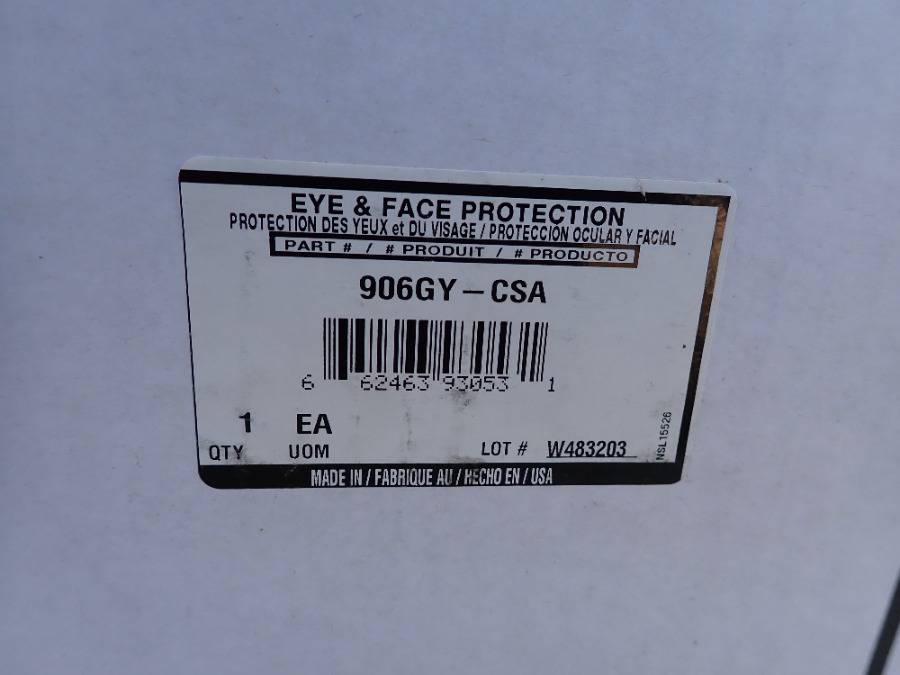 EYE & FACE PROTECTION
PROTECTION DES YEUX et DU VISAGE / PROTECCIÓN OCULAR Y FACIAL
PART # / # PRODUIT / # PRODUCTO
906GY-CSA
6 62463 93053 1
1 EA
QTY UOM LOT # W483203
NSL15526
MADE IN / FABRIQUE AU / HECHO EN / USA